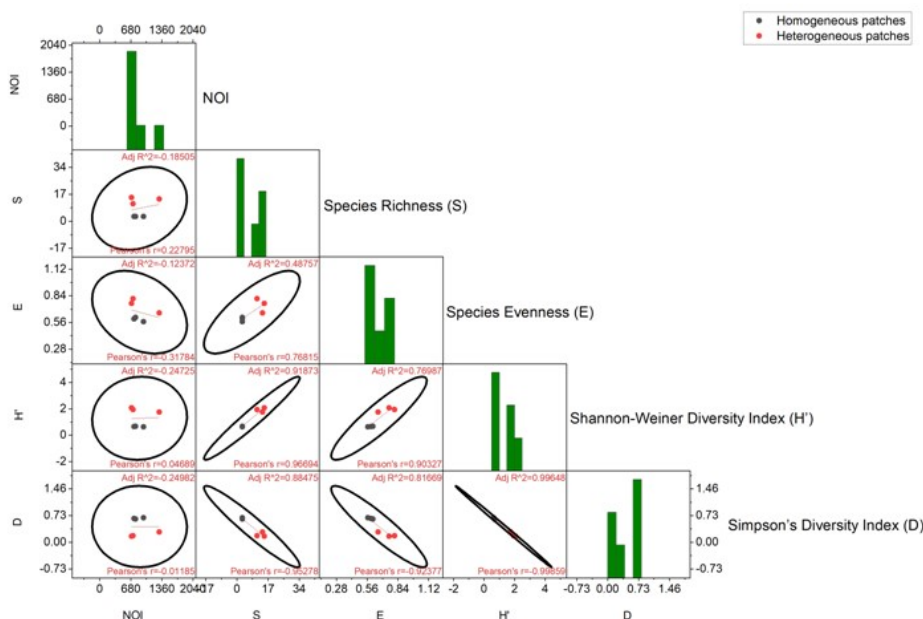 0 680 1360 2040
Homogeneous patches
Heterogeneous patches
2040
1360
680
0
NOI
NOI
Adj R^2=-0.18505
34
17
0
-17
S
Pearson's r=0.22795
Species Richness (S)
Adj R^2=-0.12372
Adj R^2=0.48757
1.12
0.84
0.56
0.28
E
Pearson's r=-0.31784
Pearson's r=0.76815
Species Evenness (E)
Adj R^2=-0.24725
Adj R^2=0.91873
Adj R^2=0.76987
4
2
0
-2
H'
Pearson's r=0.04689
Pearson's r=0.96694
Pearson's r=0.90327
Shannon-Weiner Diversity Index (H')
Adj R^2=-0.24982
Adj R^2=0.88475
Adj R^2=0.81669
Adj R^2=0.99648
1.46
0.73
0.00
-0.73
D
Pearson's r=-0.01185
Pearson's r=-0.95278
Pearson's r=-0.92377
Pearson's r=-0.99859
1.46
0.73
0.00
-0.73
Simpson's Diversity Index (D)
0 680 1360 2040
-17 0 17 34
0.28 0.56 0.84 1.12
-2 0 2 4
-0.73 0.00 0.73 1.46
NOI S E H' D